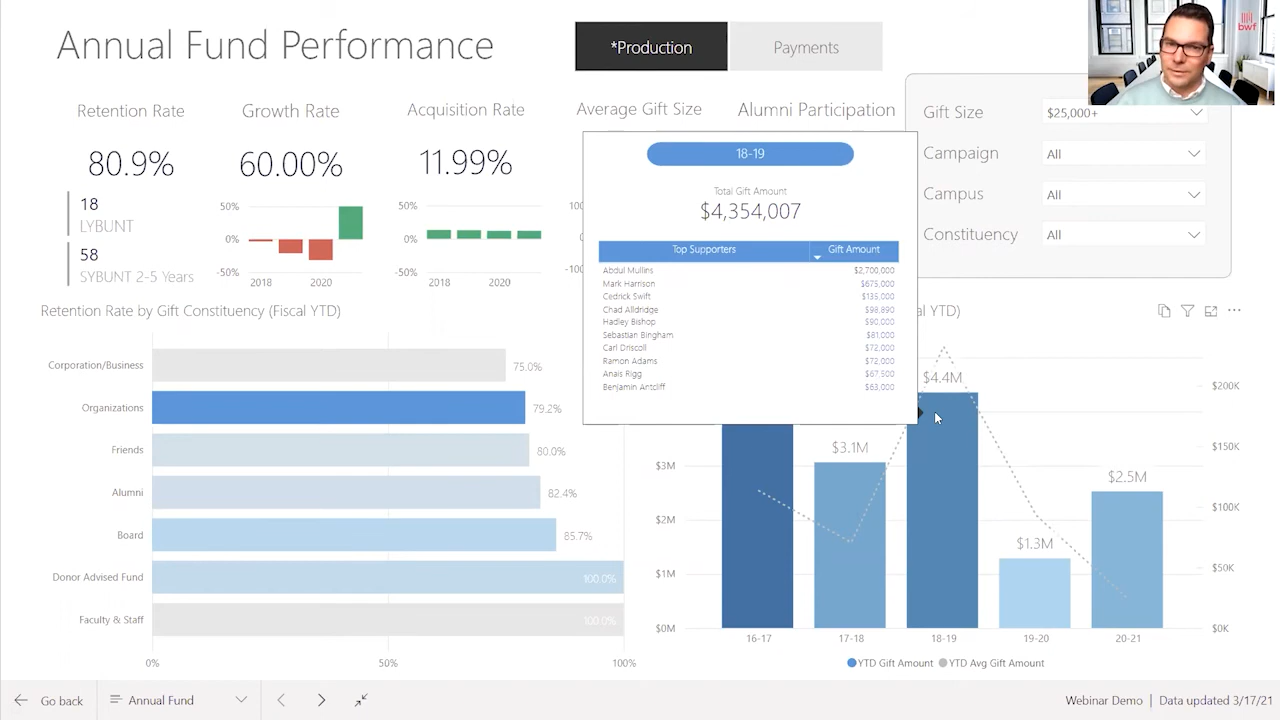 Annual Fund Performance
*Production
Payments
bwf
Retention Rate
Growth Rate
Acquisition Rate
Average Gift Size
Alumni Participation
80.9%
60.00%
11.99%
18
LYBUNT
58
SYBUNT 2-5 Years
50%
0%
-50%
2018
2020
50%
0%
-50%
2018
2020
Gift Size
$25,000+
Campaign
All
Campus
All
Constituency
All
18-19
Total Gift Amount
$4,354,007
Top Supporters Gift Amount
Abdul Mullins $2,700,000
Mark Harrison $675,000
Cedrick Swift $135,000
Chad Alldridge $98,890
Hadley Bishop $90,000
Sebastian Bingham $81,000
Carl Driscoll $72,000
Ramon Adams $72,000
Anais Rigg $67,500
Benjamin Antcliff $63,000
Retention Rate by Gift Constituency (Fiscal YTD)
Corporation/Business
75.0%
Organizations
79.2%
Friends
80.0%
Alumni
82.4%
Board
85.7%
Donor Advised Fund
100.0%
Faculty & Staff
100.0%
0%
50%
100%
al YTD)
$4.4M
$3.1M
$1.3M
$2.5M
$3M
$2M
$1M
$0M
$200K
$150K
$100K
$50K
$0K
16-17
17-18
18-19
19-20
20-21
YTD Gift Amount
YTD Avg Gift Amount
Go back
Annual Fund
Webinar Demo | Data updated 3/17/21